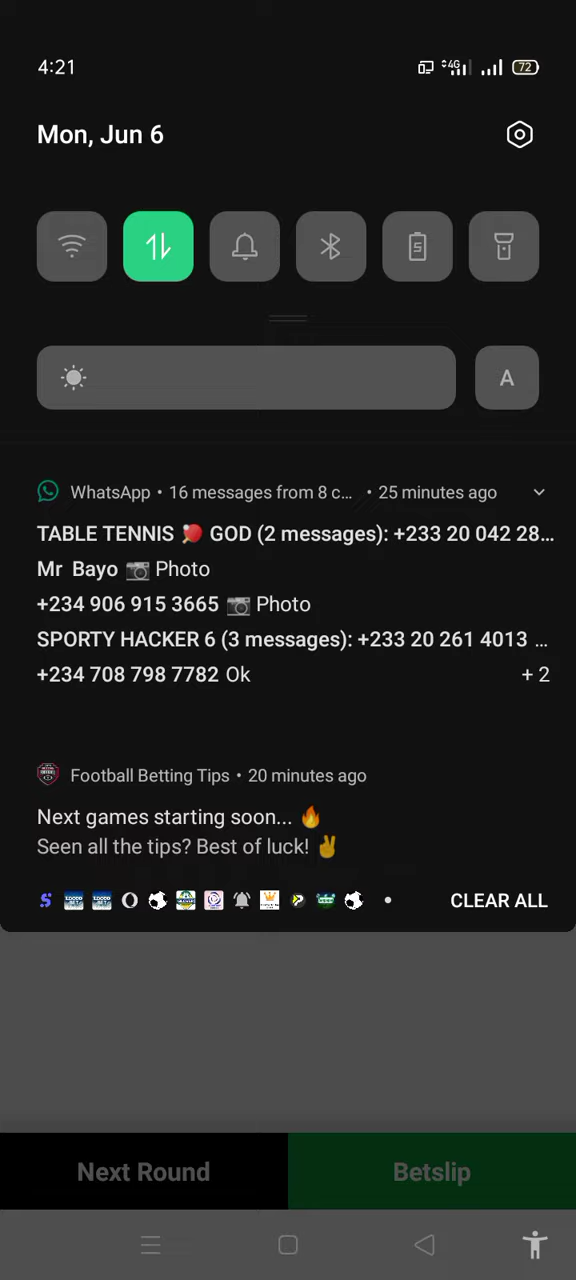 4:21
4G
72
Mon, Jun 6
S
A
WhatsApp • 16 messages from 8 c... • 25 minutes ago
TABLE TENNIS 🏓 GOD (2 messages): +233 20 042 28...
Mr Bayo 📷 Photo
+234 906 915 3665 📷 Photo
SPORTY HACKER 6 (3 messages): +233 20 261 4013 ...
+234 708 798 7782 Ok + 2
Football Betting Tips • 20 minutes ago
Next games starting soon... 🔥
Seen all the tips? Best of luck! ✌
CLEAR ALL
Next Round
Betslip